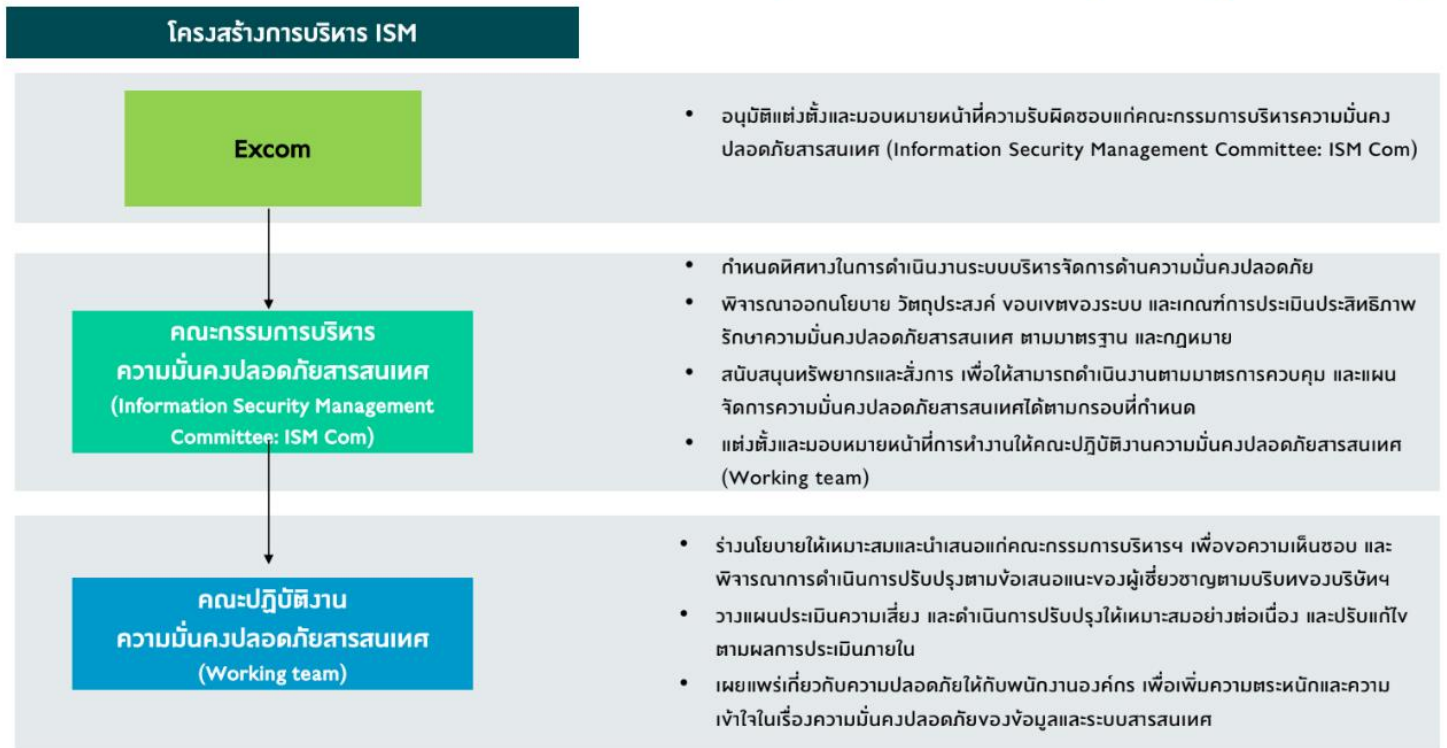 โครงสร้างการบริหาร ISM
Excom
• อนุมัติแต่งตั้งและมอบหมายหน้าที่ความรับผิดชอบแก่คณะกรรมการบริหารความมั่นคง
ปลอดภัยสารสนเทศ (Information Security Management Committee: ISM Com)
คณะกรรมการบริหาร
ความมั่นคงปลอดภัยสารสนเทศ
(Information Security Management
Committee: ISM Com)
• กำหนดทิศทางในการดำเนินงานระบบบริหารจัดการด้านความมั่นคงปลอดภัย
• พิจารณาออกนโยบาย วัตถุประสงค์ ขอบเขตของระบบ และเกณฑ์การประเมินประสิทธิภาพ
รักษาความมั่นคงปลอดภัยสารสนเทศ ตามมาตรฐาน และกฎหมาย
• สนับสนุนทรัพยากรและสั่งการ เพื่อให้สามารถดำเนินงานตามมาตรการควบคุม และแผน
จัดการความมั่นคงปลอดภัยสารสนเทศได้ตามกรอบที่กำหนด
• แต่งตั้งและมอบหมายหน้าที่การทำงานให้คณะปฏิบัติงานความมั่นคงปลอดภัยสารสนเทศ
(Working team)
คณะปฏิบัติงาน
ความมั่นคงปลอดภัยสารสนเทศ
(Working team)
• ร่างนโยบายให้เหมาะสมและนำเสนอแก่คณะกรรมการบริหารฯ เพื่อขอความเห็นชอบ และ
พิจารณาการดำเนินการปรับปรุงตามข้อเสนอแนะของผู้เชี่ยวชาญตามบริบทของบริษัทฯ
• วางแผนประเมินความเสี่ยง และดำเนินการปรับปรุงให้เหมาะสมอย่างต่อเนื่อง และปรับแก้ไข
ตามผลการประเมินภายใน
• เผยแพร่เกี่ยวกับความปลอดภัยให้กับพนักงานองค์กร เพื่อเพิ่มความตระหนักและความ
เข้าใจในเรื่องความมั่นคงปลอดภัยของข้อมูลและระบบสารสนเทศ